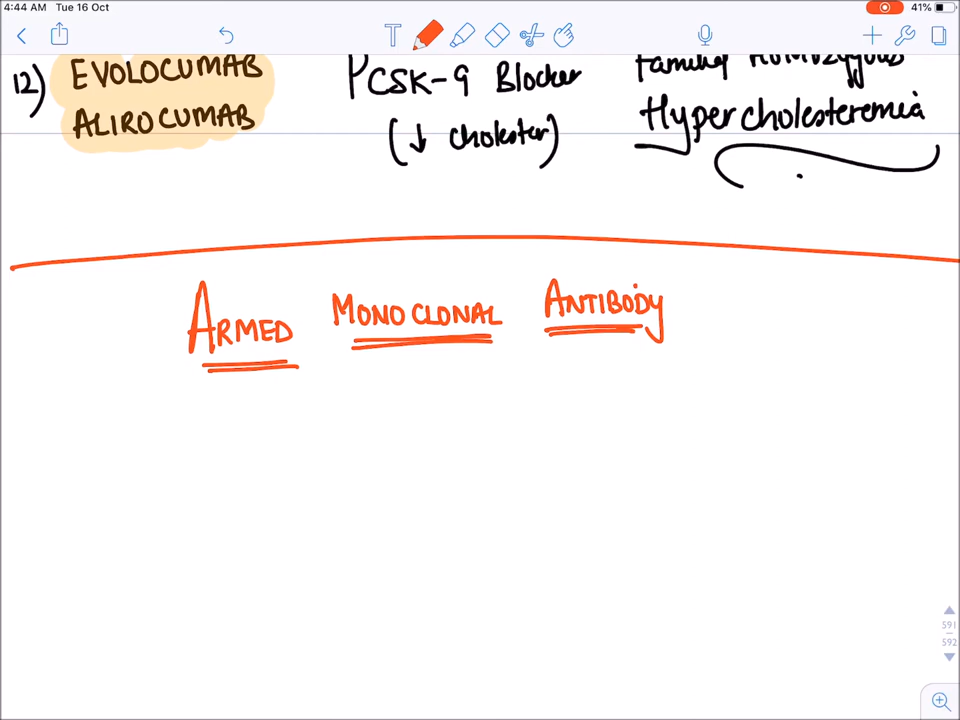 4:44 AM Tue 16 Oct 41%
T
12) EVOLOCUMAB PCSK-9 Blocker Homozygous
ALIROCUMAB (↓ cholester) Hypercholesteremia
ARMED MONOCLONAL ANTIBODY
591
592